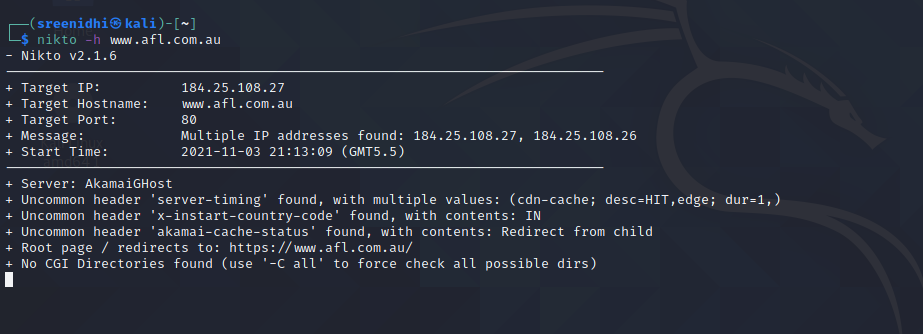 ┌──(sreenidhi㉿kali)-[~]
└─$ nikto -h www.afl.com.au
- Nikto v2.1.6
---------------------------------------------------------------------------
+ Target IP:          184.25.108.27
+ Target Hostname:    www.afl.com.au
+ Target Port:        80
+ Message:            Multiple IP addresses found: 184.25.108.27, 184.25.108.26
+ Start Time:         2021-11-03 21:13:09 (GMT5.5)
---------------------------------------------------------------------------
+ Server: AkamaiGHost
+ Uncommon header 'server-timing' found, with multiple values: (cdn-cache; desc=HIT,edge; dur=1,)
+ Uncommon header 'x-instart-country-code' found, with contents: IN
+ Uncommon header 'akamai-cache-status' found, with contents: Redirect from child
+ Root page / redirects to: https://www.afl.com.au/
+ No CGI Directories found (use '-C all' to force check all possible dirs)